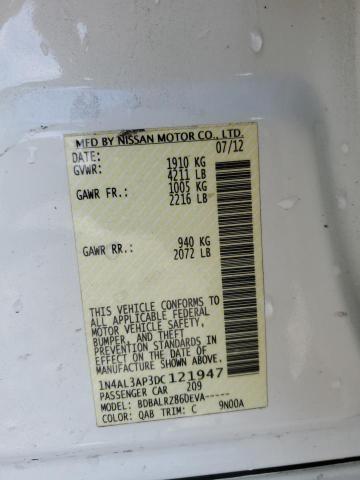 MFD BY NISSAN MOTOR CO., LTD.
DATE: 07/12
GVWR: 1910 KG
4211 LB
GAWR FR.: 1005 KG
2216 LB
GAWR RR.: 940 KG
2072 LB
THIS VEHICLE CONFORMS TO
ALL APPLICABLE FEDERAL
MOTOR VEHICLE SAFETY,
BUMPER, AND THEFT
PREVENTION STANDARDS IN
EFFECT ON THE DATE OF
MANUFACTURE SHOWN ABOVE.
1N4AL3AP3DC121947
PASSENGER CAR 209
MODEL: BDBALRZ86DEVA-----
COLOR: QAB TRIM: C 9N00A